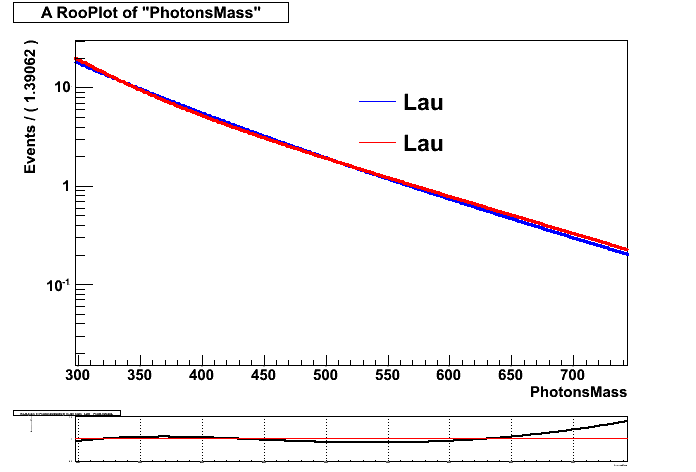 A RooPlot of "PhotonsMass"
Events / ( 1.39062 )
10
1
10-1
Lau
Lau
300 350 400 450 500 550 600 650 700
PhotonsMass